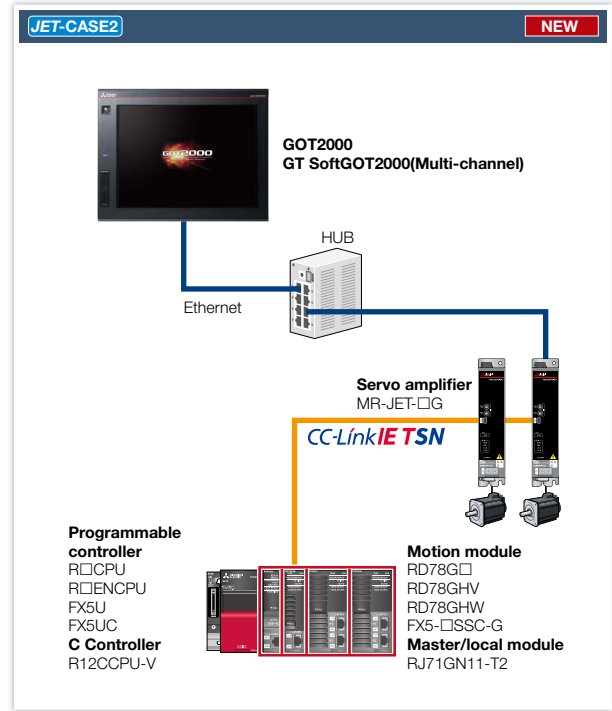 JET-CASE2
NEW
GOT2000
GOT2000
GT SoftGOT2000(Multi-channel)
HUB
Ethernet
Servo amplifier
MR-JET-□G
CC-Link IE TSN
Programmable
controller
R□CPU
R□ENCPU
FX5U
FX5UC
C Controller
R12CCPU-V
Motion module
RD78G□
RD78GHV
RD78GHW
FX5-□SSC-G
Master/local module
RJ71GN11-T2